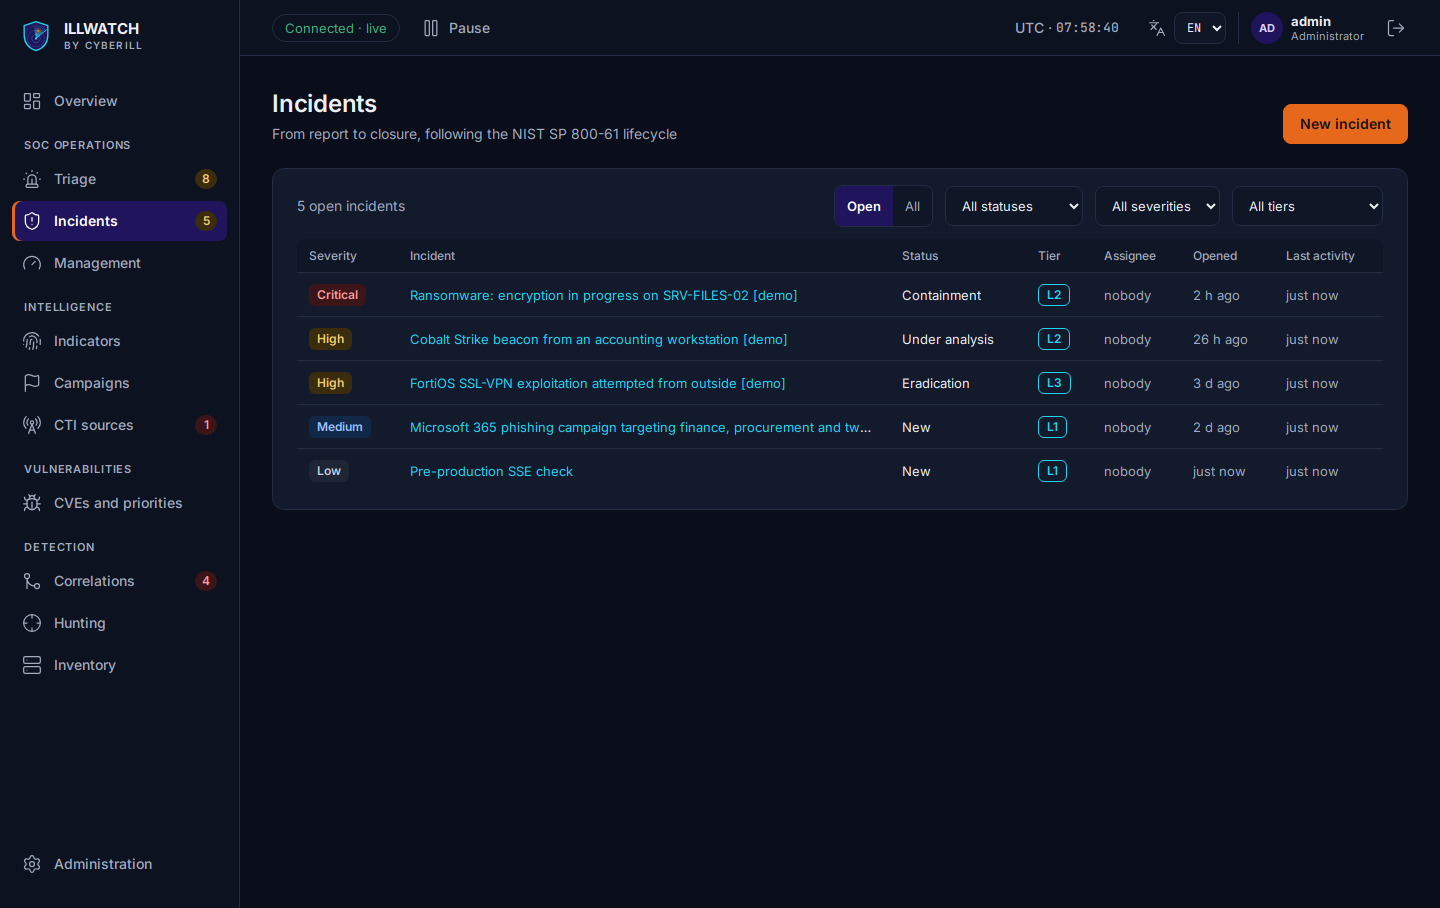 ILLWATCH
BY CYBERILL
Connected · live
Pause
UTC · 07:58:40
EN
AD
admin
Administrator
Overview
SOC OPERATIONS
Triage 8
Incidents 5
Management
INTELLIGENCE
Indicators
Campaigns
CTI sources 1
VULNERABILITIES
CVEs and priorities
DETECTION
Correlations 4
Hunting
Inventory
Administration
Incidents
From report to closure, following the NIST SP 800-61 lifecycle
New incident
5 open incidents
Open All All statuses All severities All tiers
Severity Incident Status Tier Assignee Opened Last activity
Critical Ransomware: encryption in progress on SRV-FILES-02 [demo] Containment L2 nobody 2 h ago just now
High Cobalt Strike beacon from an accounting workstation [demo] Under analysis L2 nobody 26 h ago just now
High FortiOS SSL-VPN exploitation attempted from outside [demo] Eradication L3 nobody 3 d ago just now
Medium Microsoft 365 phishing campaign targeting finance, procurement and tw... New L1 nobody 2 d ago just now
Low Pre-production SSE check New L1 nobody just now just now